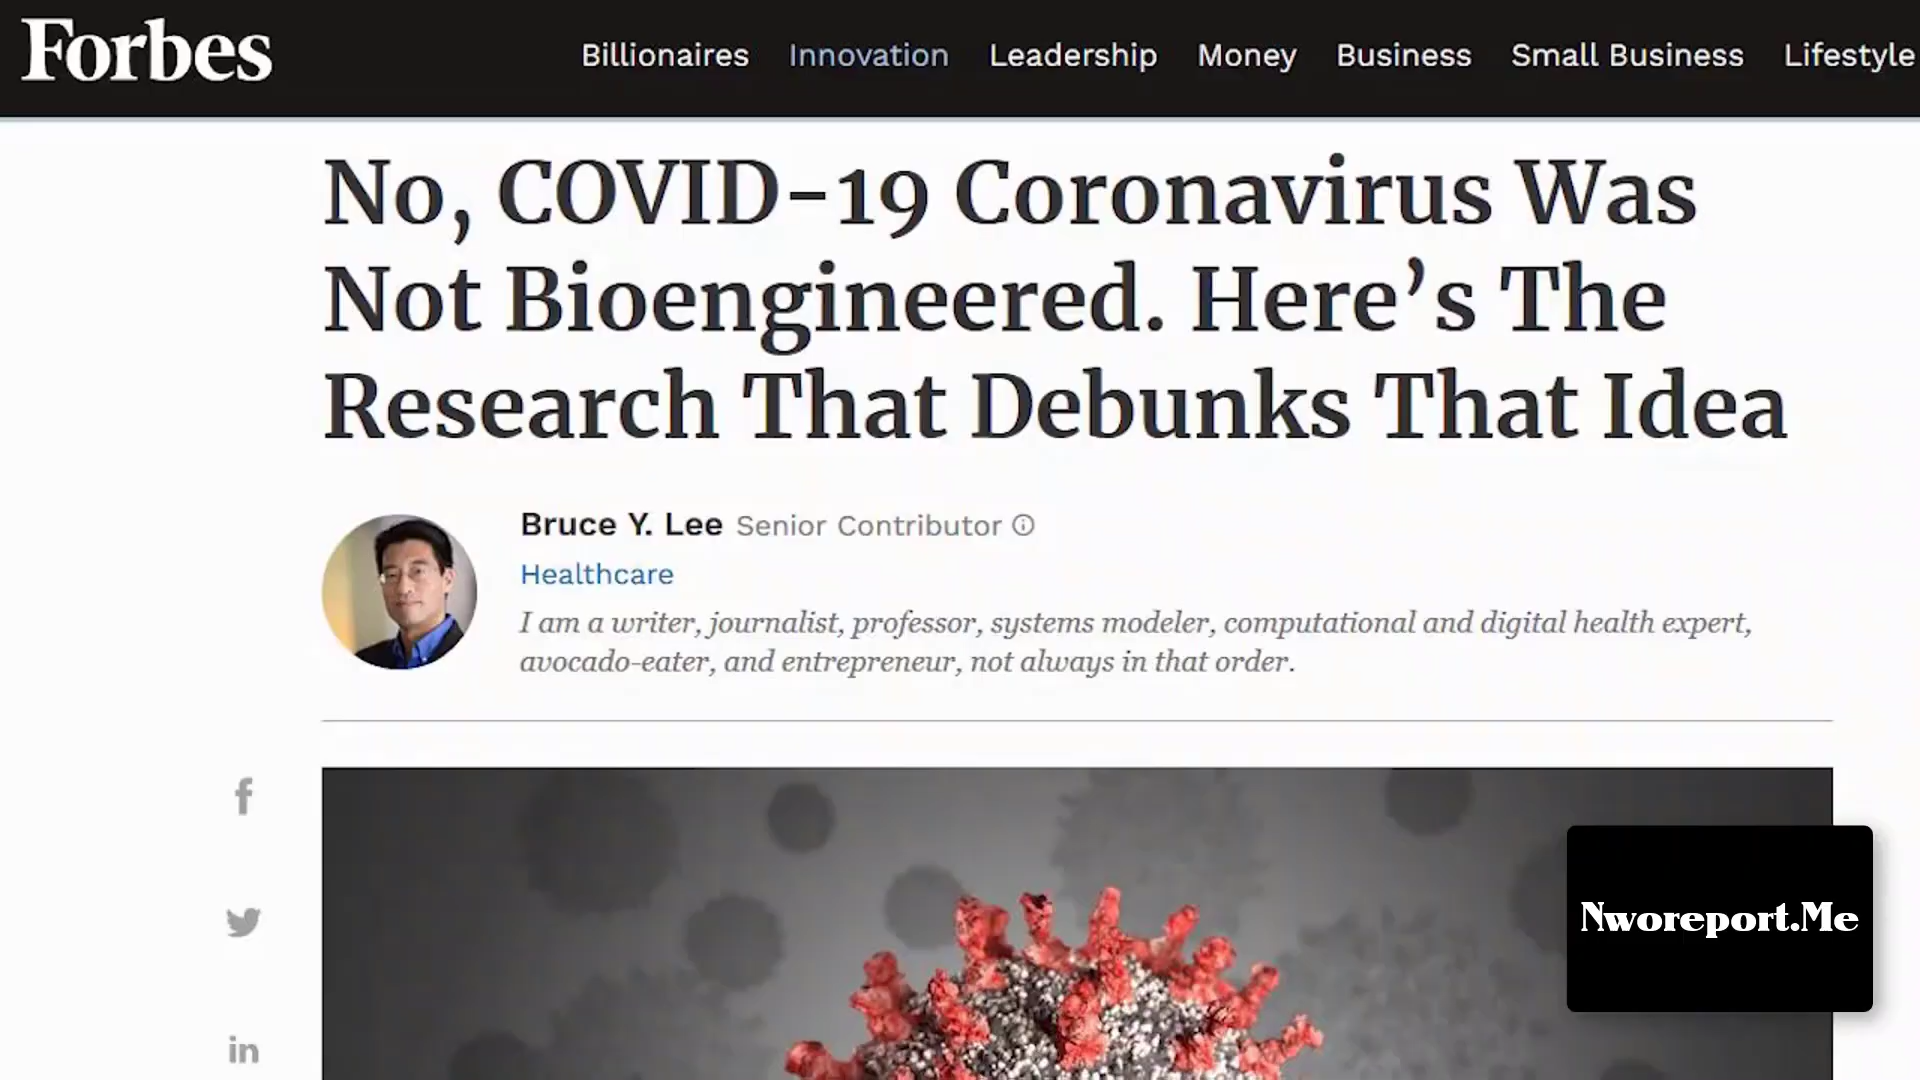 Forbes
Billionaires Innovation Leadership Money Business Small Business Lifestyle
No, COVID-19 Coronavirus Was
Not Bioengineered. Here’s The
Research That Debunks That Idea
Bruce Y. Lee Senior Contributor
Healthcare
I am a writer, journalist, professor, systems modeler, computational and digital health expert,
avocado-eater, and entrepreneur, not always in that order.
f
in
Nworeport.Me